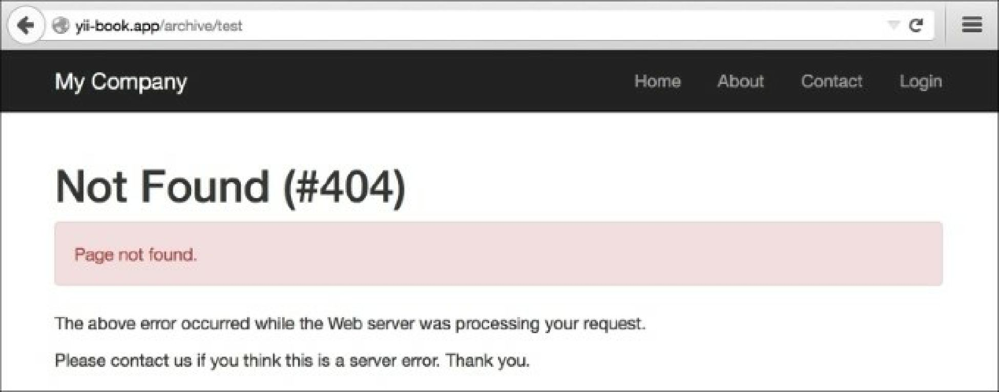 yii-book.app/archive/test
My Company Home About Contact Login
Not Found (#404)
Page not found.
The above error occurred while the Web server was processing your request.
Please contact us if you think this is a server error. Thank you.